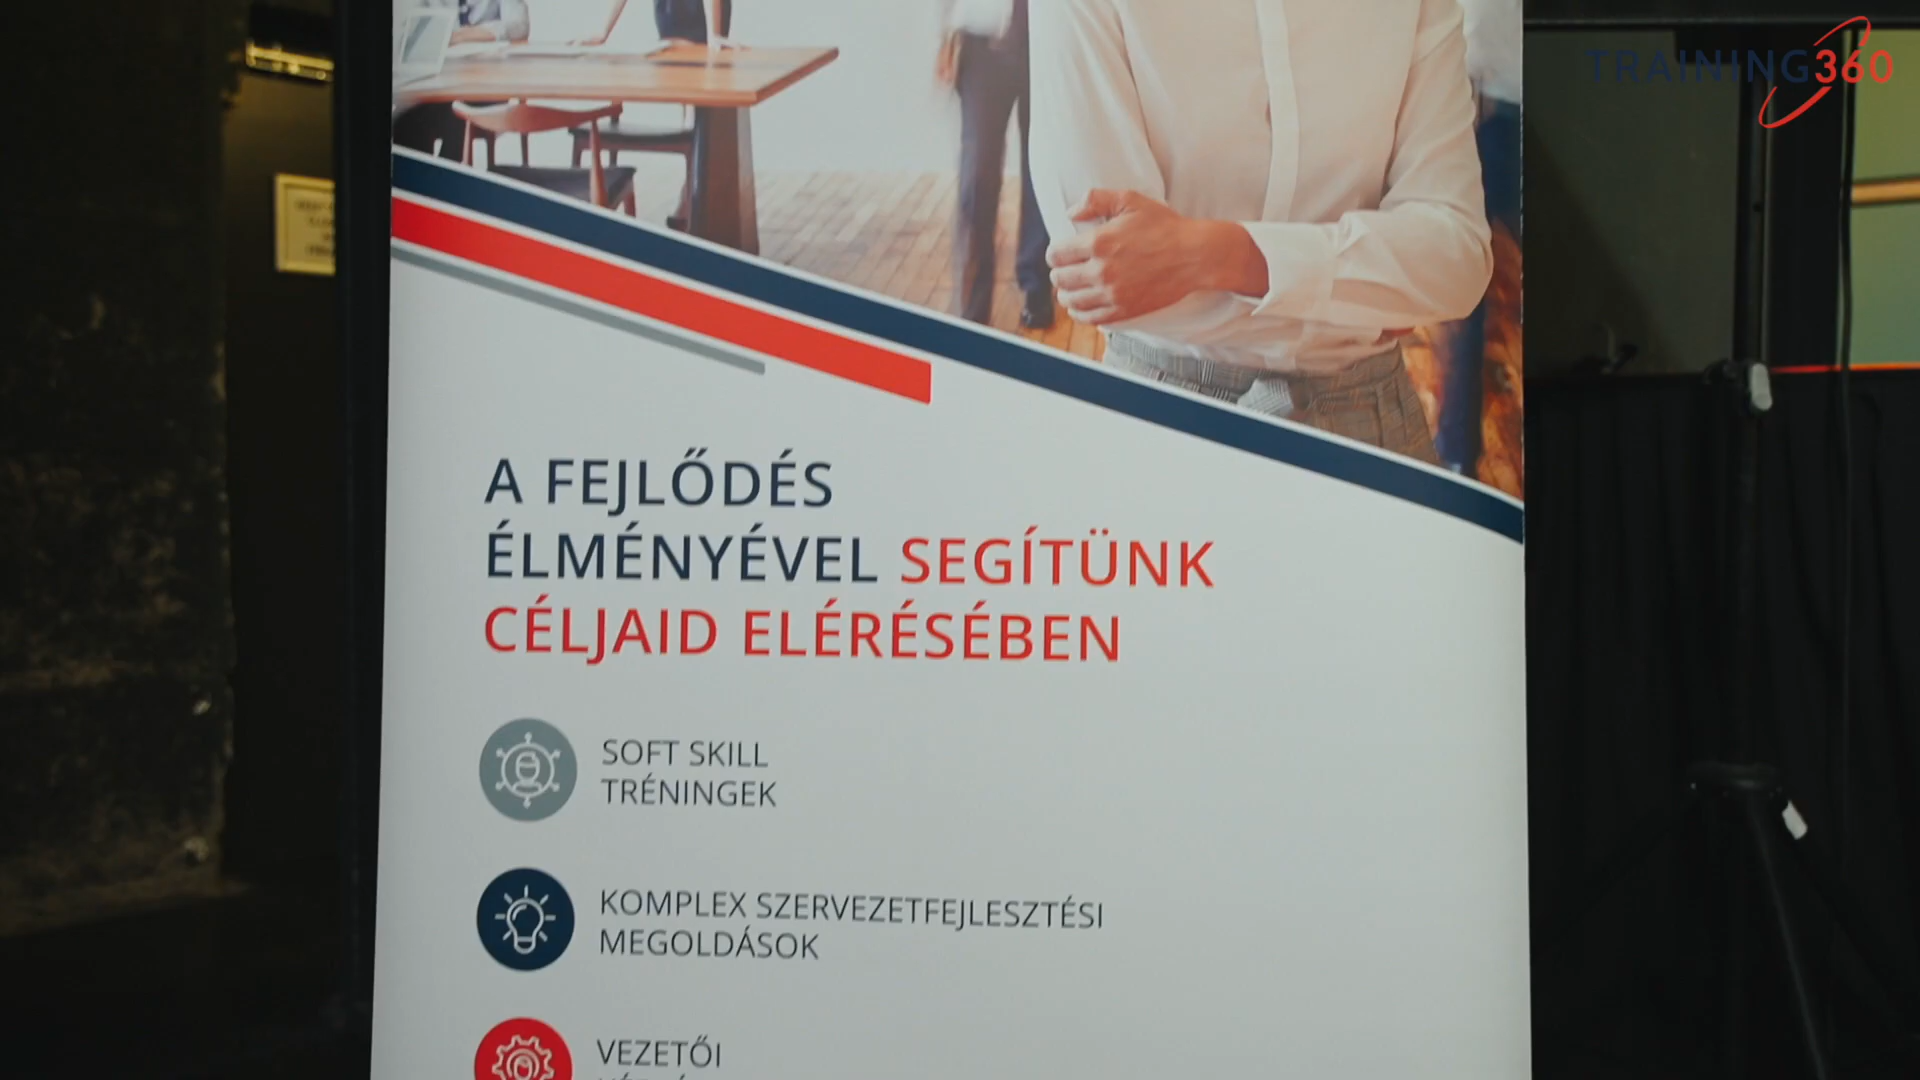 TRAINING360
A FEJLŐDÉS
ÉLMÉNYÉVEL SEGÍTÜNK
CÉLJAID ELÉRÉSÉBEN
SOFT SKILL
TRÉNINGEK
KOMPLEX SZERVEZETFEJLESZTÉSI
MEGOLDÁSOK
VEZETŐI